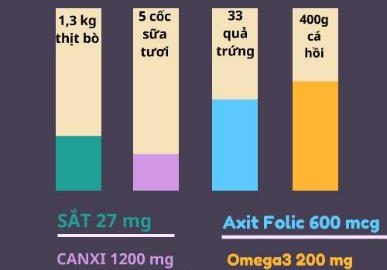 1,3 kg
thịt bò
5 cốc
sữa
tươi
33
quả
trứng
400g
cá
hồi
SẮT 27 mg
Axit Folic 600 mcg
CANXI 1200 mg
Omega3 200 mg